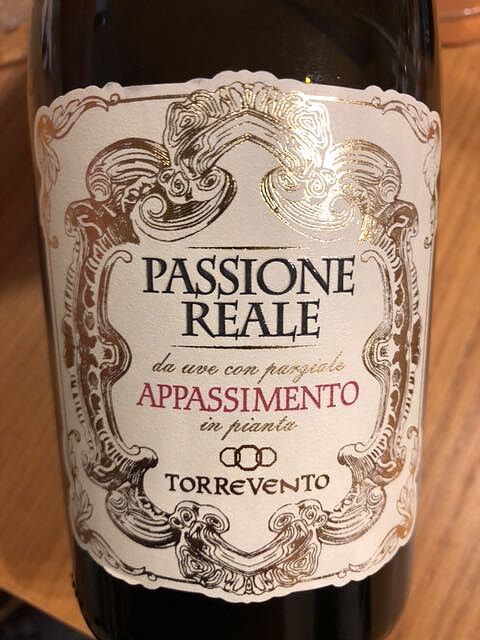 PASSIONE
REALE
da uve con parziale
APPASSIMENTO
in pianta
TORREVENTO